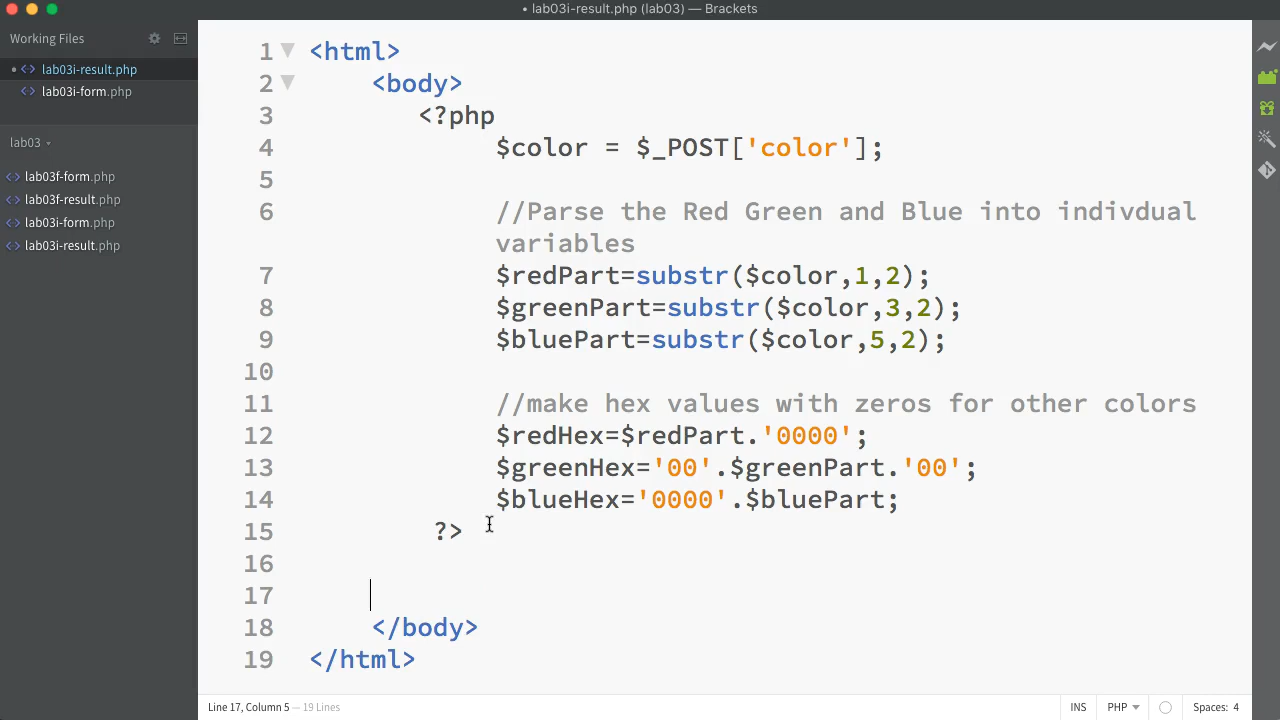 • lab03i-result.php (lab03) — Brackets
Working Files
• <> lab03i-result.php
<> lab03i-form.php
lab03
<> lab03f-form.php
<> lab03f-result.php
<> lab03i-form.php
<> lab03i-result.php
1 <html>
2 <body>
3 <?php
4 $color = $_POST['color'];
5
6 //Parse the Red Green and Blue into indivdual
variables
7 $redPart=substr($color,1,2);
8 $greenPart=substr($color,3,2);
9 $bluePart=substr($color,5,2);
10
11 //make hex values with zeros for other colors
12 $redHex=$redPart.'0000';
13 $greenHex='00'.$greenPart.'00';
14 $blueHex='0000'.$bluePart;
15 ?>
16
17
18 </body>
19 </html>
Line 17, Column 5 — 19 Lines
INS PHP Spaces: 4